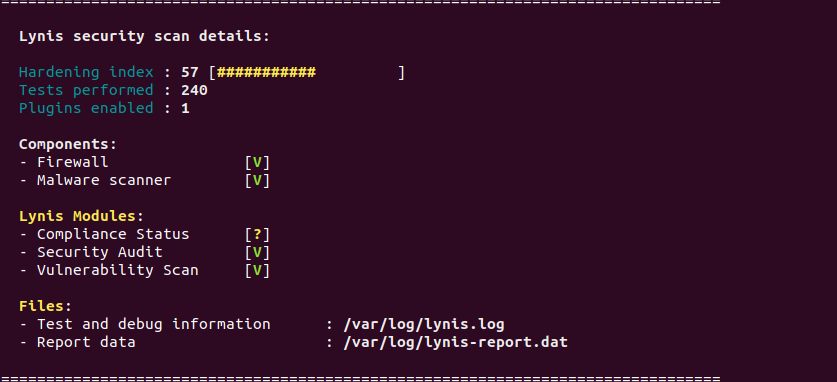 ================================================================================
Lynis security scan details:
Hardening index : 57 [###########         ]
Tests performed : 240
Plugins enabled : 1
Components:
- Firewall               [V]
- Malware scanner        [V]
Lynis Modules:
- Compliance Status      [?]
- Security Audit         [V]
- Vulnerability Scan     [V]
Files:
- Test and debug information      : /var/log/lynis.log
- Report data                     : /var/log/lynis-report.dat
================================================================================